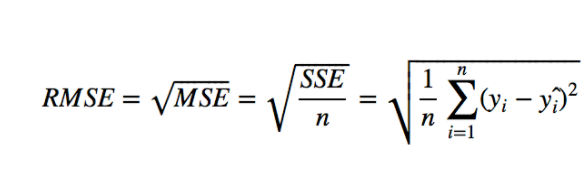 RMSE = √MSE = √(SSE/n) = √(1/n ∑_{i=1}^{n} (y_i − ŷ_i)²)